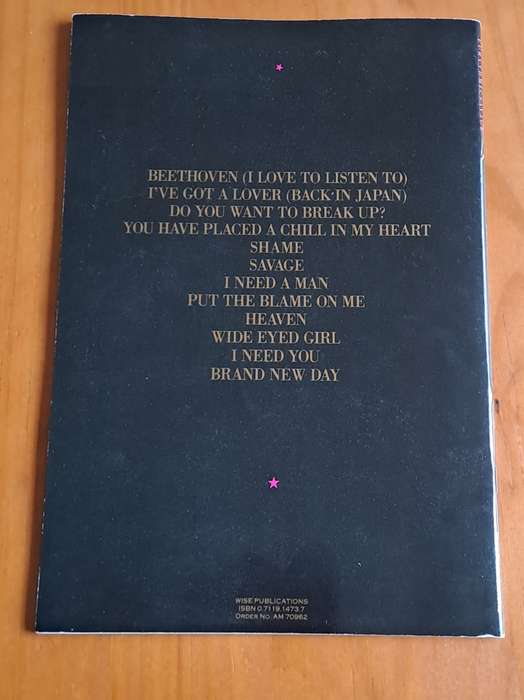 BEETHOVEN (I LOVE TO LISTEN TO)
I'VE GOT A LOVER (BACK IN JAPAN)
DO YOU WANT TO BREAK UP?
YOU HAVE PLACED A CHILL IN MY HEART
SHAME
SAVAGE
I NEED A MAN
PUT THE BLAME ON ME
HEAVEN
WIDE EYED GIRL
I NEED YOU
BRAND NEW DAY
WISE PUBLICATIONS
ISBN 0.7119.1473.7
ORDER NO. AM 70962